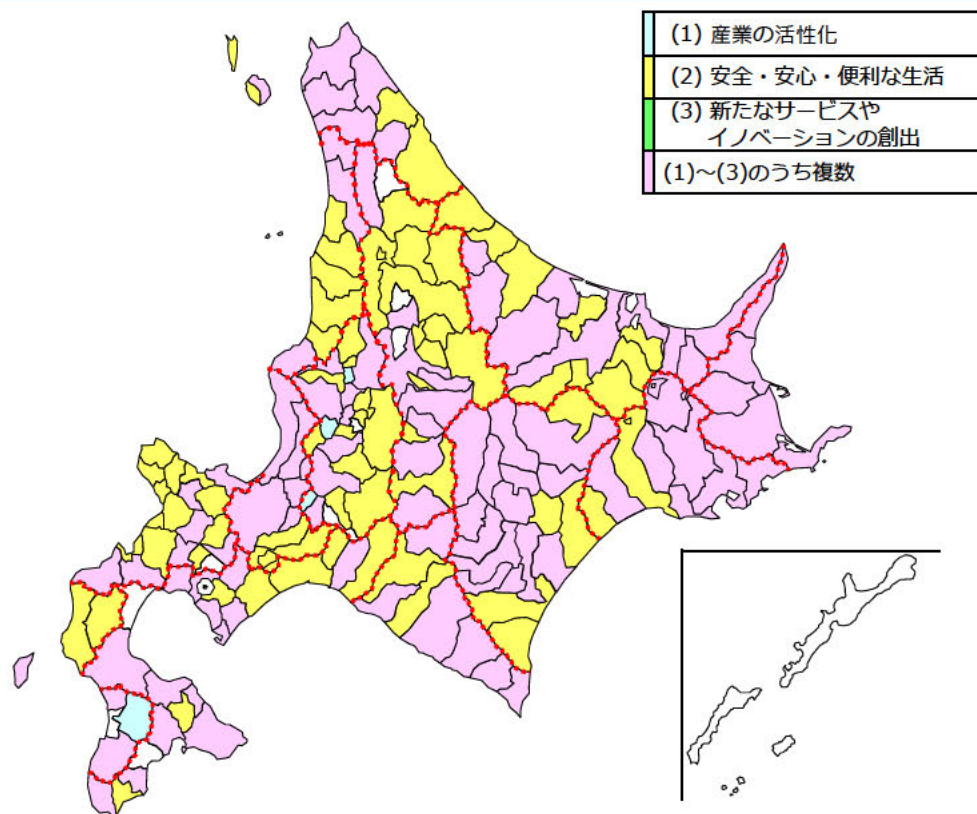 (1) 産業の活性化
(2) 安全・安心・便利な生活
(3) 新たなサービスや
イノベーションの創出
(1)～(3)のうち複数